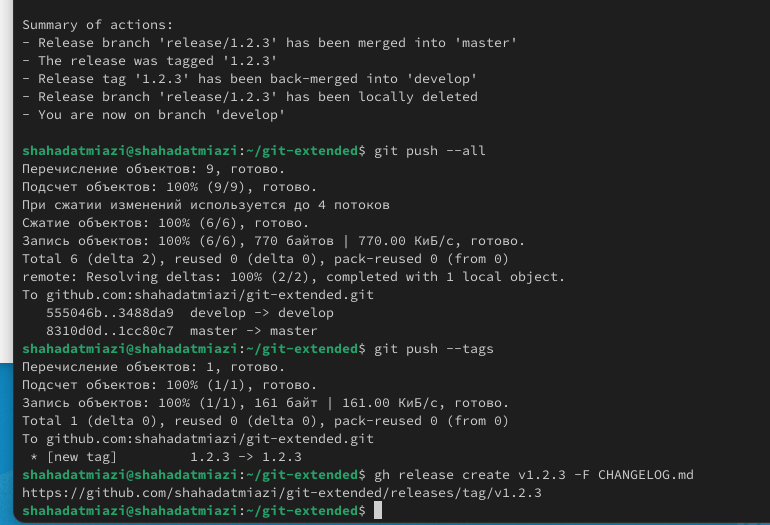 Summary of actions:
- Release branch 'release/1.2.3' has been merged into 'master'
- The release was tagged '1.2.3'
- Release tag '1.2.3' has been back-merged into 'develop'
- Release branch 'release/1.2.3' has been locally deleted
- You are now on branch 'develop'
shahadatmiazi@shahadatmiazi:~/git-extended$ git push --all
Перечисление объектов: 9, готово.
Подсчет объектов: 100% (9/9), готово.
При сжатии изменений используется до 4 потоков
Сжатие объектов: 100% (6/6), готово.
Запись объектов: 100% (6/6), 770 байтов | 770.00 КиБ/с, готово.
Total 6 (delta 2), reused 0 (delta 0), pack-reused 0 (from 0)
remote: Resolving deltas: 100% (2/2), completed with 1 local object.
To github.com:shahadatmiazi/git-extended.git
   555046b..3488da9  develop -> develop
   8310d0d..1cc80c7  master -> master
shahadatmiazi@shahadatmiazi:~/git-extended$ git push --tags
Перечисление объектов: 1, готово.
Подсчет объектов: 100% (1/1), готово.
Запись объектов: 100% (1/1), 161 байт | 161.00 КиБ/с, готово.
Total 1 (delta 0), reused 0 (delta 0), pack-reused 0 (from 0)
To github.com:shahadatmiazi/git-extended.git
 * [new tag]         1.2.3 -> 1.2.3
shahadatmiazi@shahadatmiazi:~/git-extended$ gh release create v1.2.3 -F CHANGELOG.md
https://github.com/shahadatmiazi/git-extended/releases/tag/v1.2.3
shahadatmiazi@shahadatmiazi:~/git-extended$